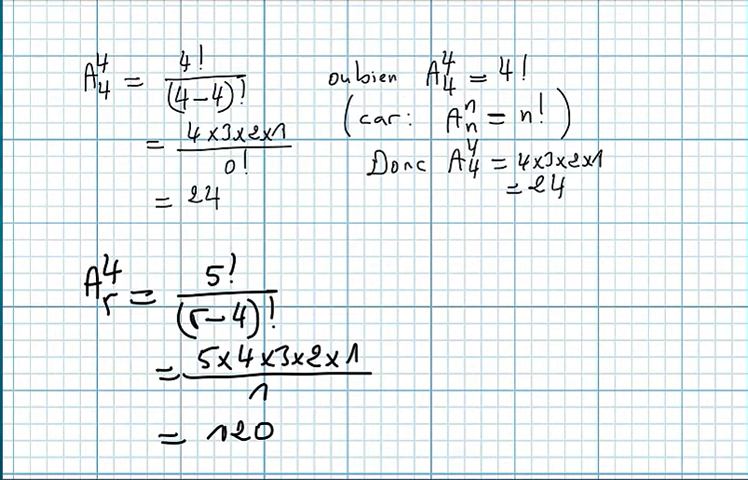 A₄⁴ = 4! / (4-4)!
= 4×3×2×1 / 0!
= 24
ou bien A₄⁴ = 4!
(car: Aₙⁿ = n!)
Donc A₄⁴ = 4×3×2×1
= 24
A₅⁴ = 5! / (5-4)!
= 5×4×3×2×1 / 1
= 120